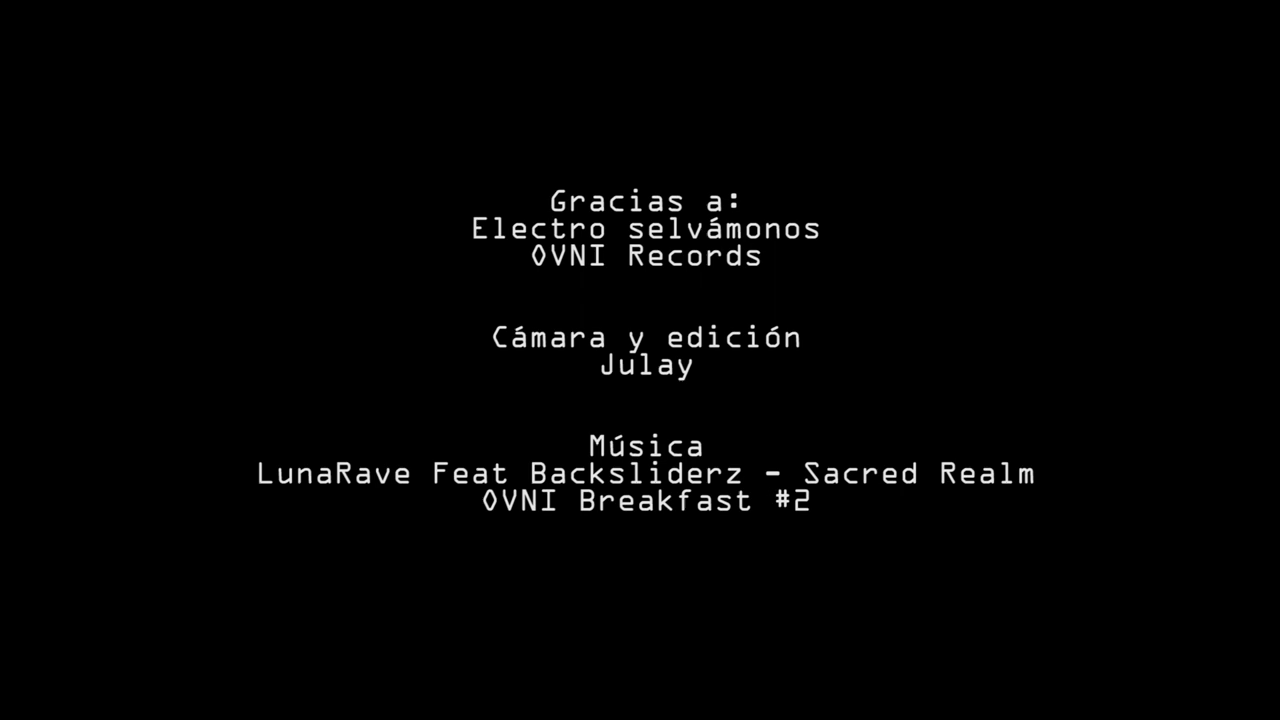 Gracias a:
Electro selvámonos
OVNI Records
Cámara y edición
Julay
Música
LunaRave Feat Backsliderz - Sacred Realm
OVNI Breakfast #2